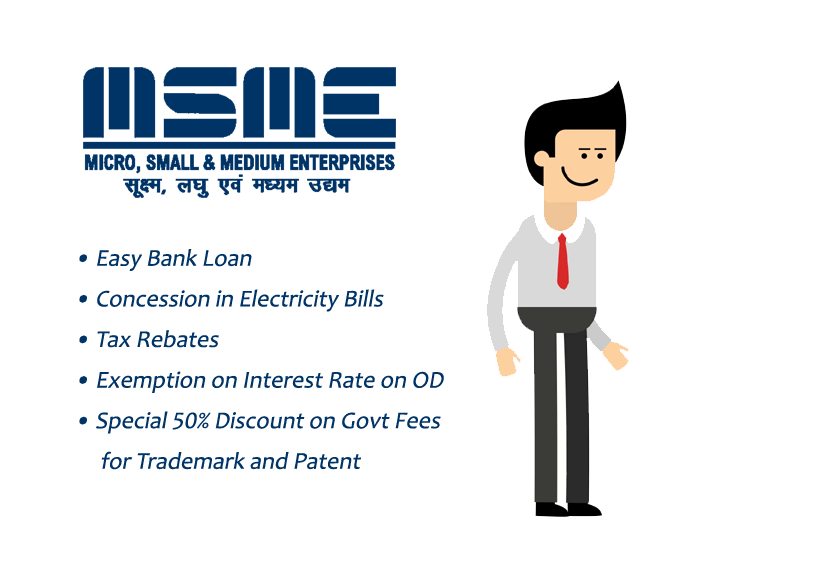 MSME
MICRO, SMALL & MEDIUM ENTERPRISES
सूक्ष्म, लघु एवं मध्यम उद्यम
• Easy Bank Loan
• Concession in Electricity Bills
• Tax Rebates
• Exemption on Interest Rate on OD
• Special 50% Discount on Govt Fees
for Trademark and Patent